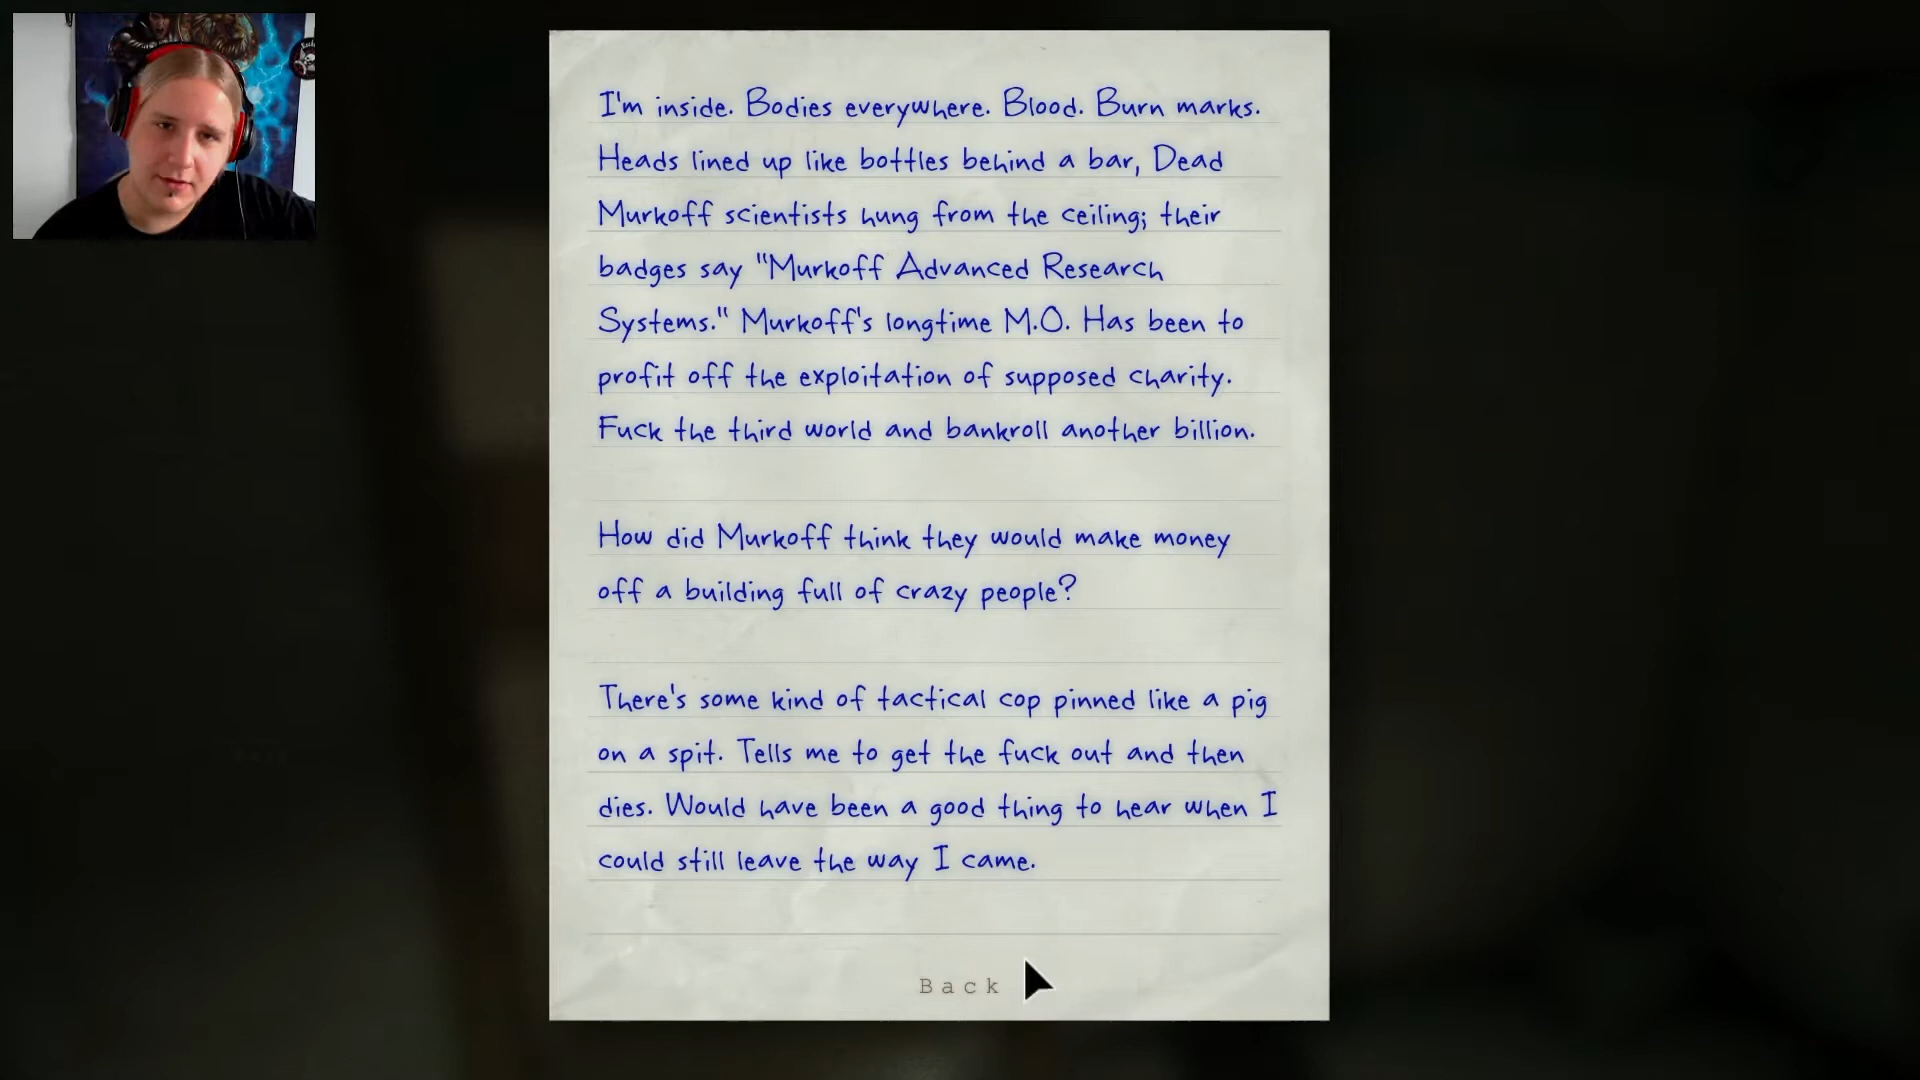 I'm inside. Bodies everywhere. Blood. Burn marks.
Heads lined up like bottles behind a bar, Dead
Murkoff scientists hung from the ceiling; their
badges say "Murkoff Advanced Research
Systems." Murkoff's longtime M.O. Has been to
profit off the exploitation of supposed charity.
Fuck the third world and bankroll another billion.
How did Murkoff think they would make money
off a building full of crazy people?
There's some kind of tactical cop pinned like a pig
on a spit. Tells me to get the fuck out and then
dies. Would have been a good thing to hear when I
could still leave the way I came.
Back